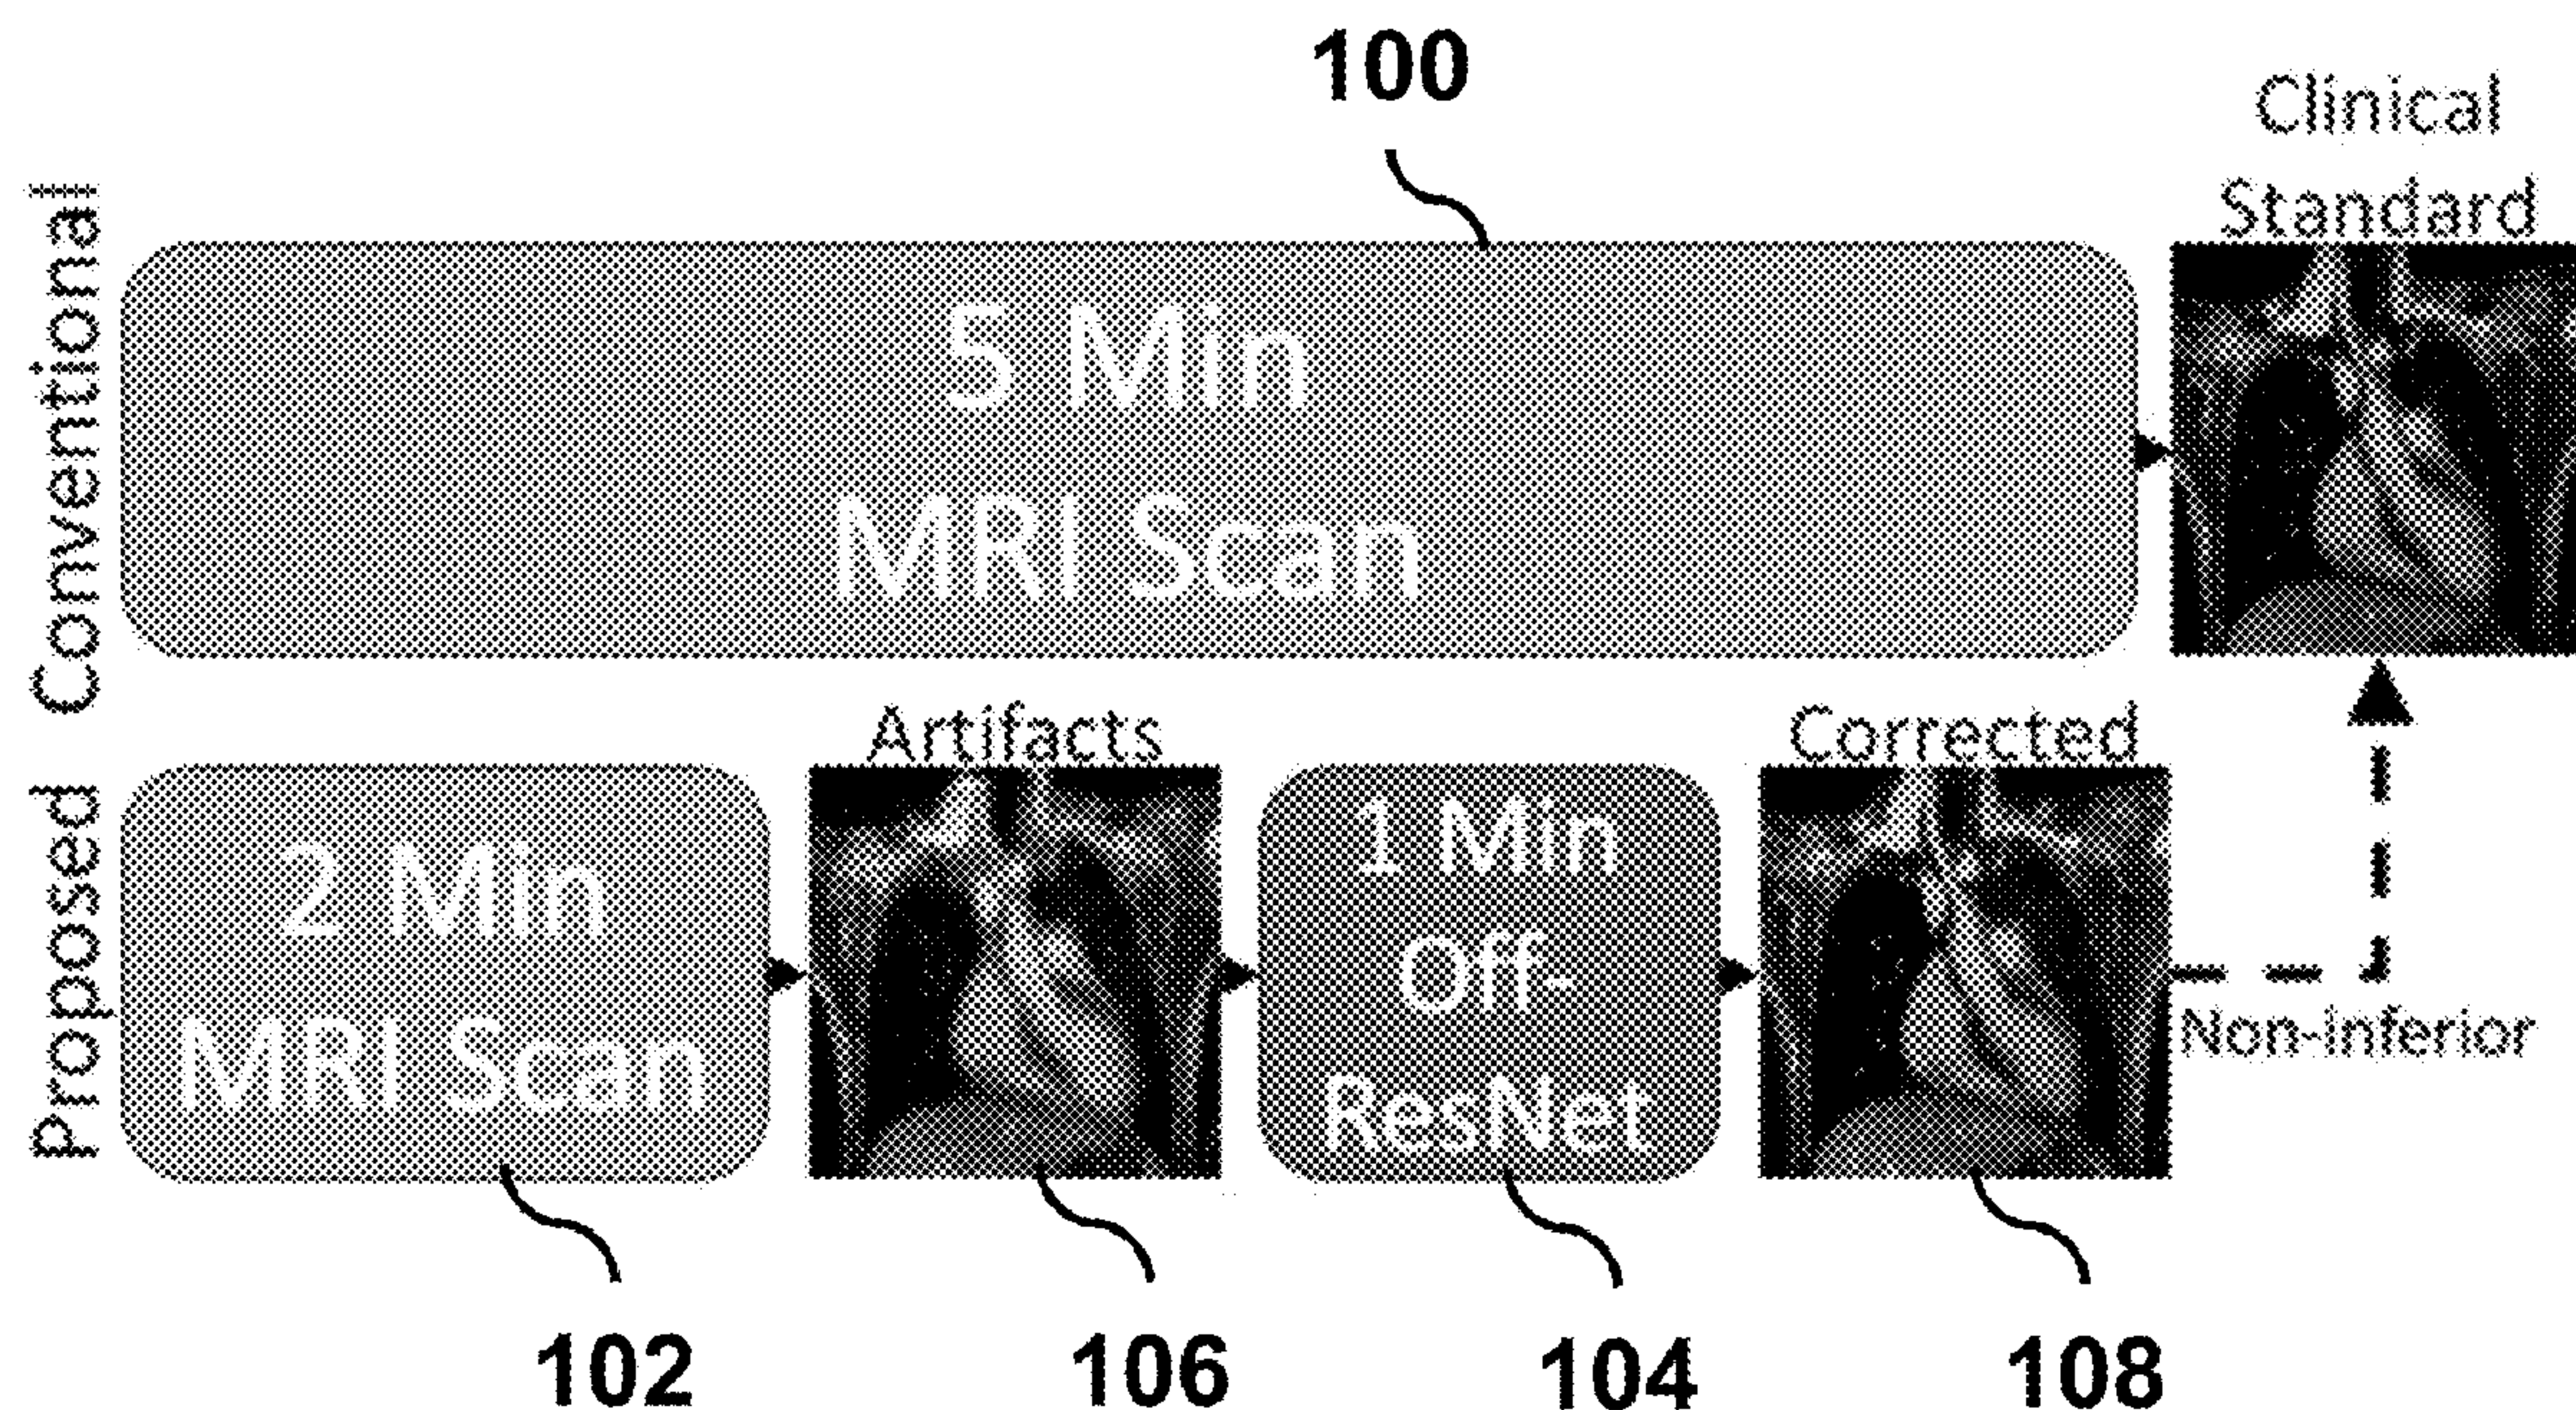 100
Clinical
Standard
Conventional
5 Min
MRI Scan
Artifacts
Corrected
Proposed
2 Min
MRI Scan
1 Min
Off-
ResNet
Non-inferior
102
106
104
108